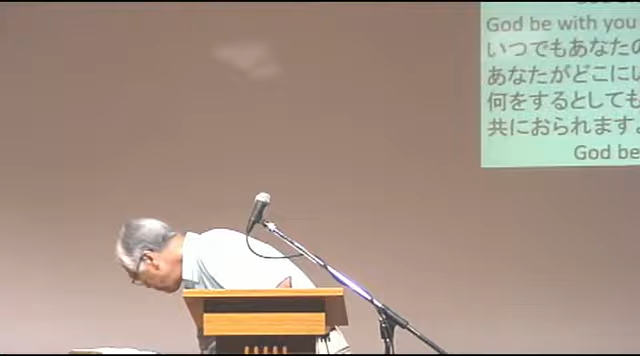 God be with you
いつでもあなたの
あなたがどこにい
何をするとしても
共におられます
God be